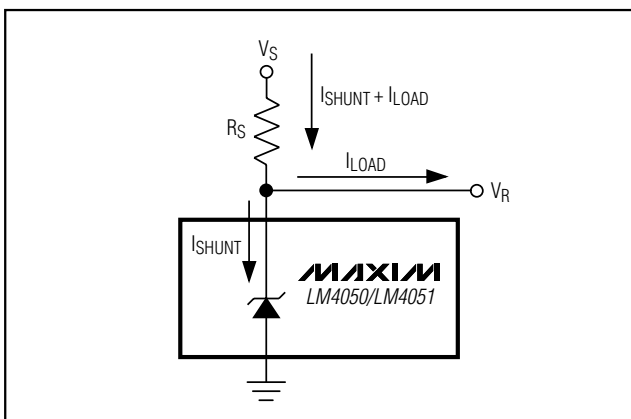 VS
ISHUNT + ILOAD
RS
ILOAD
VR
ISHUNT
MAXIM
LM4050/LM4051